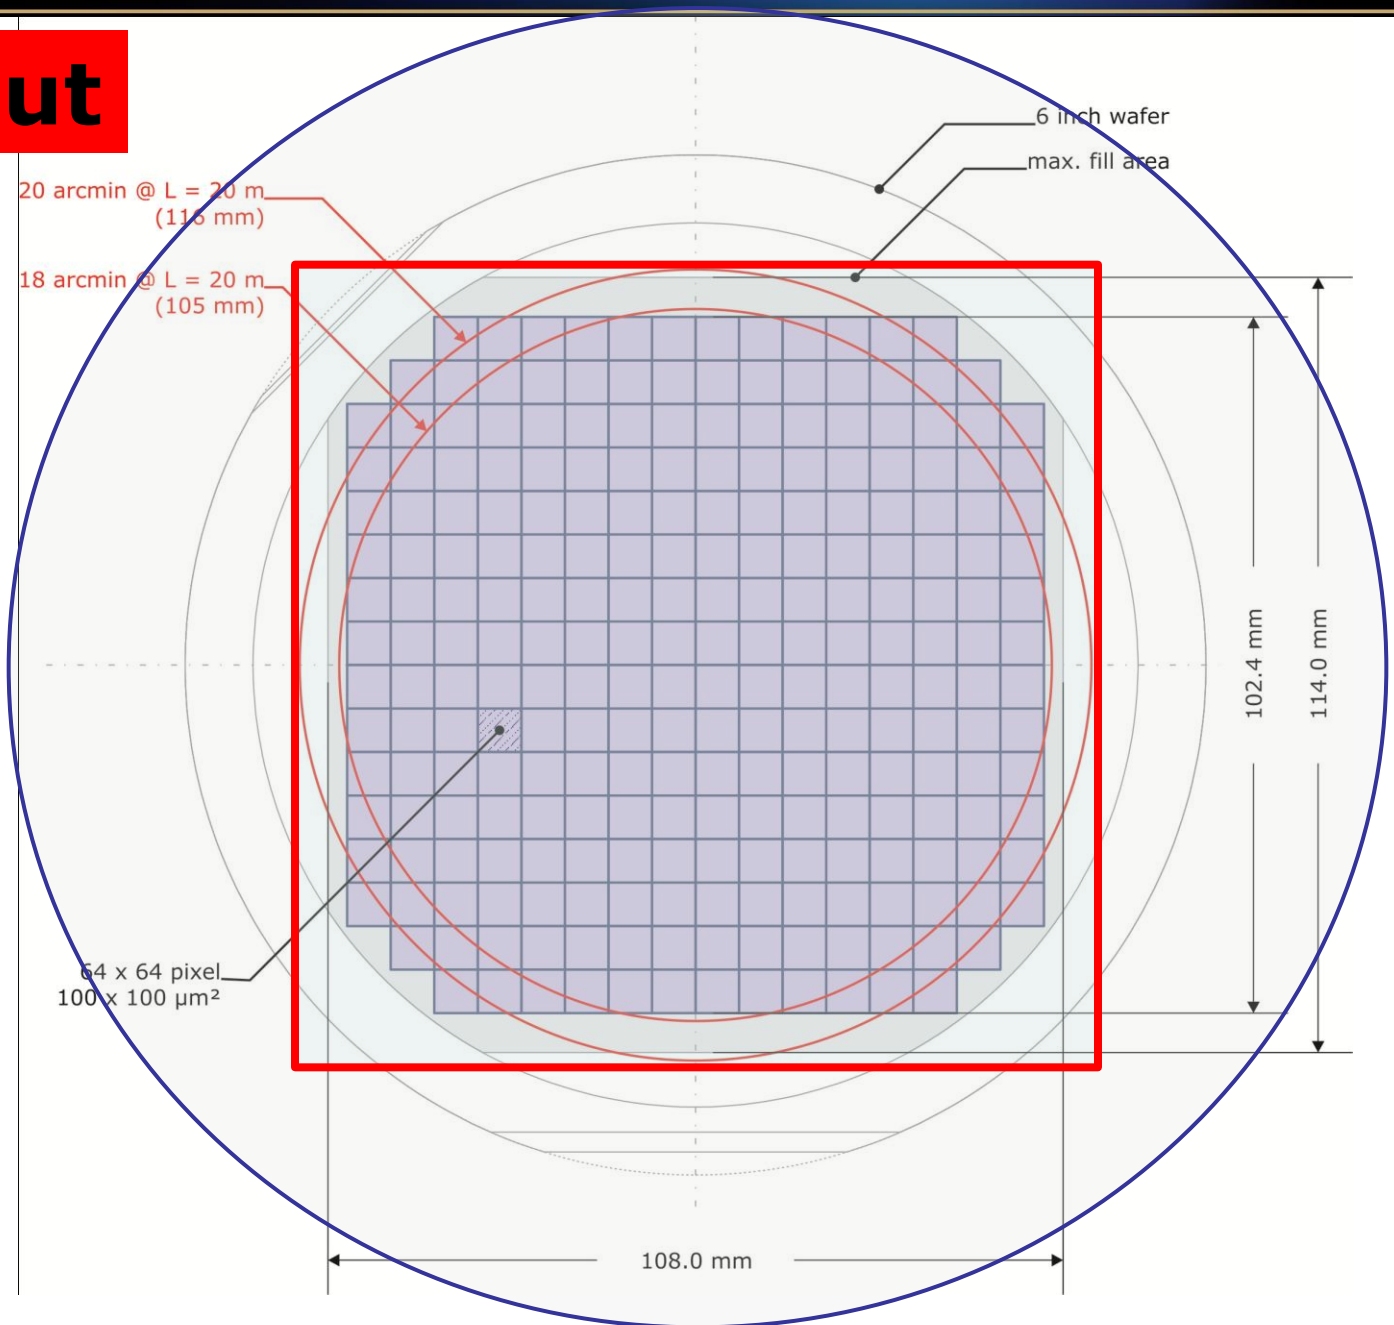 ut
6 inch wafer
max. fill area
20 arcmin @ L = 20 m
(116 mm)
18 arcmin @ L = 20 m
(105 mm)
102.4 mm
114.0 mm
64 x 64 pixel
100 x 100 µm²
108.0 mm